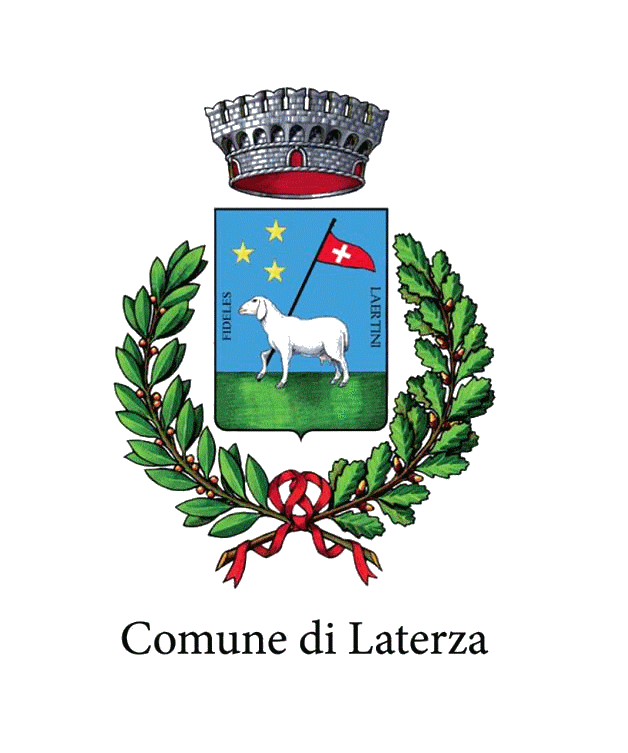 FIDELES
LAERTINI
Comune di Laterza